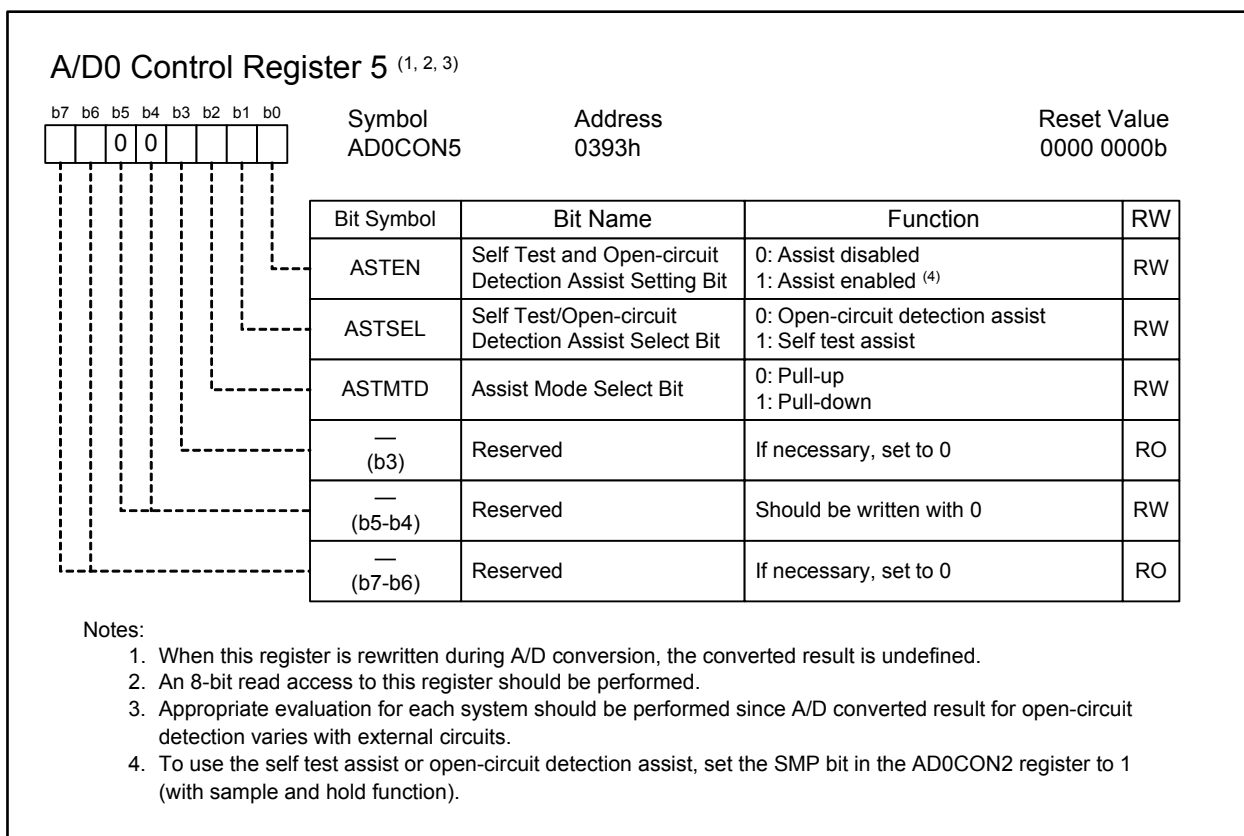 A/D0 Control Register 5 (1, 2, 3)
b7 b6 b5 b4 b3 b2 b1 b0
0 0
Symbol Address Reset Value
AD0CON5 0393h 0000 0000b
Bit Symbol Bit Name Function RW
ASTEN Self Test and Open-circuit Detection Assist Setting Bit 0: Assist disabled 1: Assist enabled (4) RW
ASTSEL Self Test/Open-circuit Detection Assist Select Bit 0: Open-circuit detection assist 1: Self test assist RW
ASTMTD Assist Mode Select Bit 0: Pull-up 1: Pull-down RW
— (b3) Reserved If necessary, set to 0 RO
— (b5-b4) Reserved Should be written with 0 RW
— (b7-b6) Reserved If necessary, set to 0 RO
Notes:
1. When this register is rewritten during A/D conversion, the converted result is undefined.
2. An 8-bit read access to this register should be performed.
3. Appropriate evaluation for each system should be performed since A/D converted result for open-circuit
detection varies with external circuits.
4. To use the self test assist or open-circuit detection assist, set the SMP bit in the AD0CON2 register to 1
(with sample and hold function).